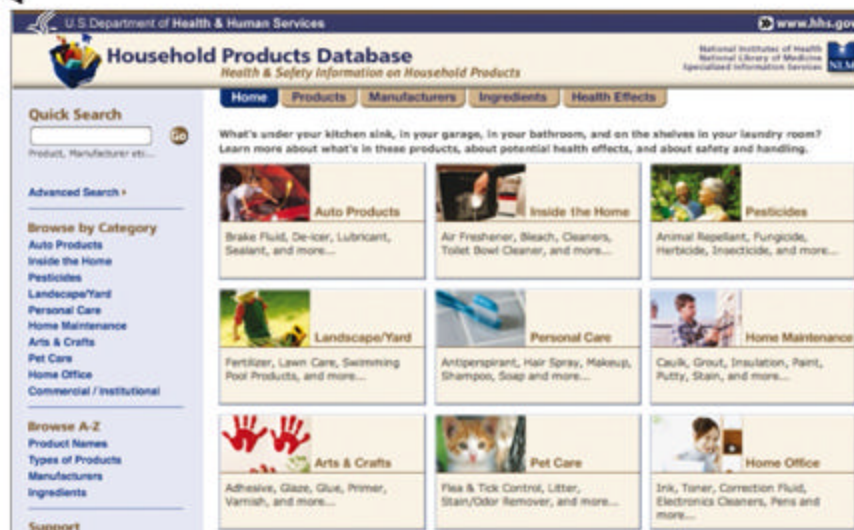 U.S. Department of Health & Human Services
www.hhs.gov
Household Products Database
Health & Safety Information on Household Products
National Institutes of Health
National Library of Medicine
Specialized Information Services
NLM
Home
Products
Manufacturers
Ingredients
Health Effects
Quick Search
Go
Product, Manufacturer etc...
Advanced Search
Browse by Category
Auto Products
Inside the Home
Pesticides
Landscape/Yard
Personal Care
Home Maintenance
Arts & Crafts
Pet Care
Home Office
Commercial / Institutional
Browse A-Z
Product Names
Types of Products
Manufacturers
Ingredients
Support
What's under your kitchen sink, in your garage, in your bathroom, and on the shelves in your laundry room?
Learn more about what's in these products, about potential health effects, and about safety and handling.
Auto Products
Brake Fluid, De-icer, Lubricant,
Sealant, and more...
Inside the Home
Air Freshener, Bleach, Cleaners,
Toilet Bowl Cleaner, and more...
Pesticides
Animal Repellant, Fungicide,
Herbicide, Insecticide, and more...
Landscape/Yard
Fertilizer, Lawn Care, Swimming
Pool Products, and more...
Personal Care
Antiperspirant, Hair Spray, Makeup,
Shampoo, Soap and more...
Home Maintenance
Caulk, Grout, Insulation, Paint,
Putty, Stain, and more...
Arts & Crafts
Adhesive, Glaze, Glue, Primer,
Varnish, and more...
Pet Care
Flea & Tick Control, Litter,
Stain/Odor Remover, and more...
Home Office
Ink, Toner, Correction Fluid,
Electronics Cleaners, Pens and
more...